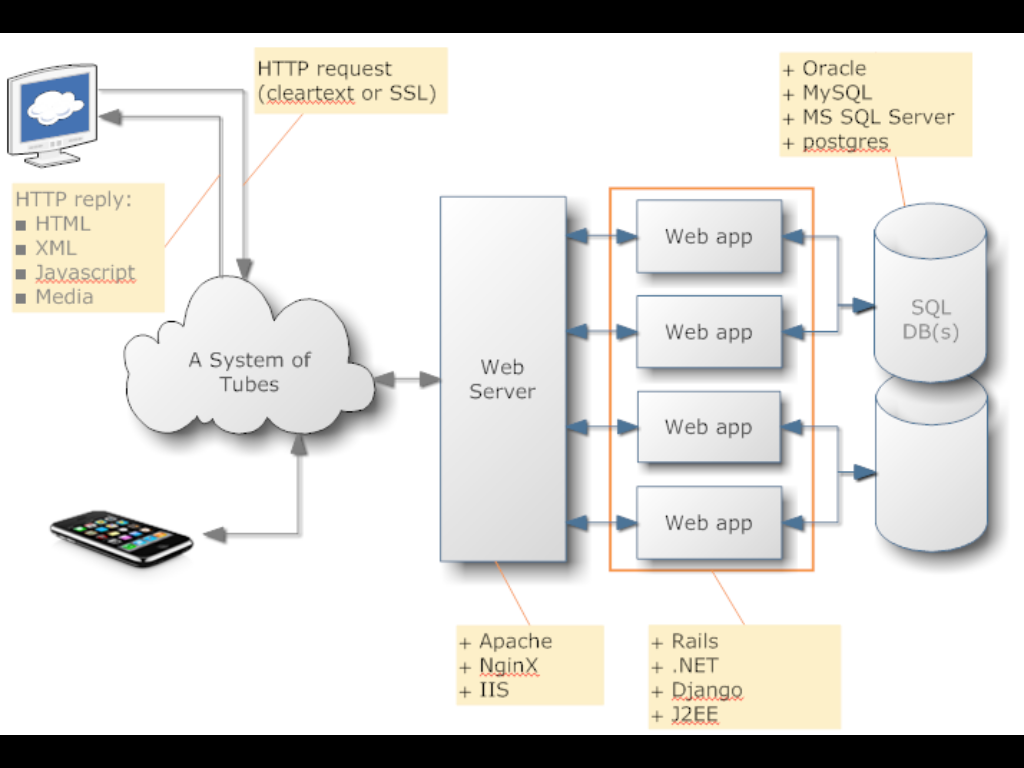 HTTP request
(cleartext or SSL)
+ Oracle
+ MySQL
+ MS SQL Server
+ postgres
HTTP reply:
■ HTML
■ XML
■ Javascript
■ Media
A System of
Tubes
Web
Server
Web app
Web app
Web app
Web app
SQL
DB(s)
+ Apache
+ NginX
+ IIS
+ Rails
+ .NET
+ Django
+ J2EE